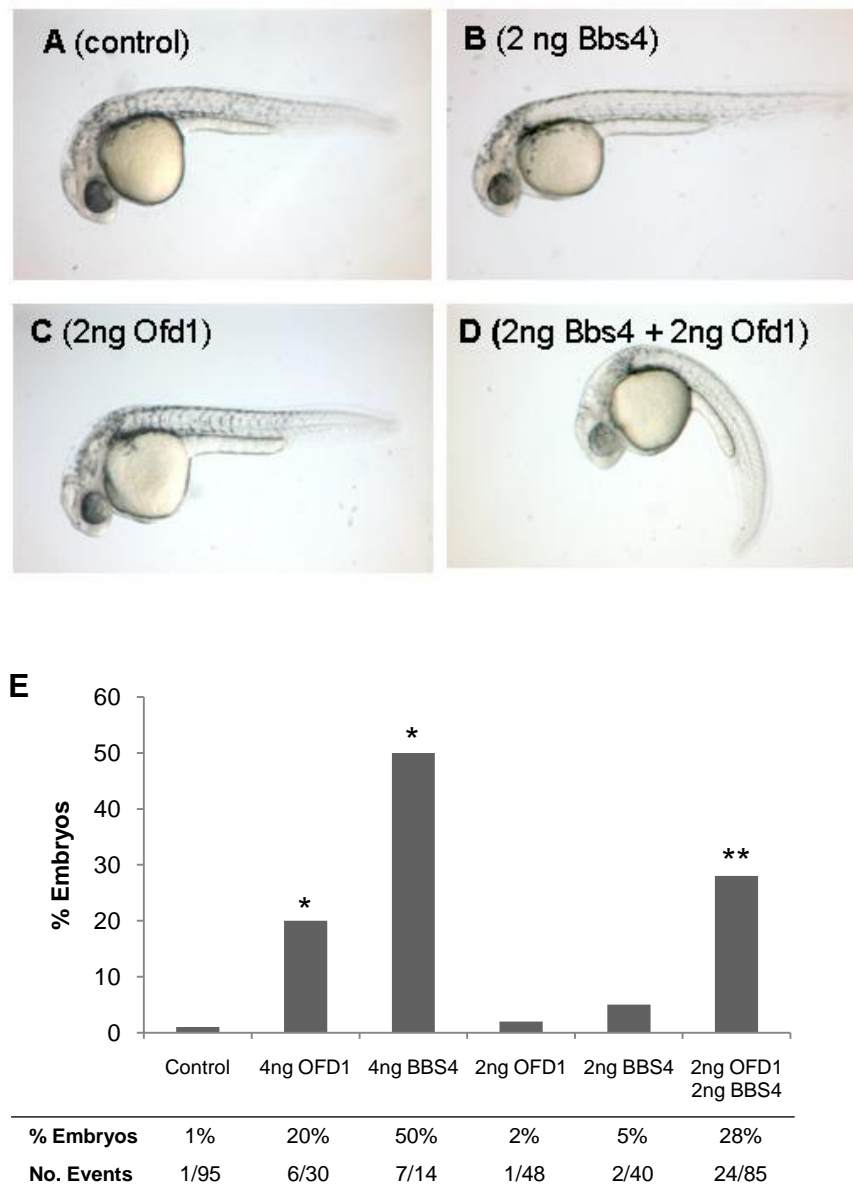 A (control)
B (2 ng Bbs4)
C (2ng Ofd1)
D (2ng Bbs4 + 2ng Ofd1)
E
60
50
40
30
20
10
0
% Embryos
*
*
**
Control 4ng OFD1 4ng BBS4 2ng OFD1 2ng BBS4 2ng OFD1
2ng BBS4
% Embryos 1% 20% 50% 2% 5% 28%
No. Events 1/95 6/30 7/14 1/48 2/40 24/85